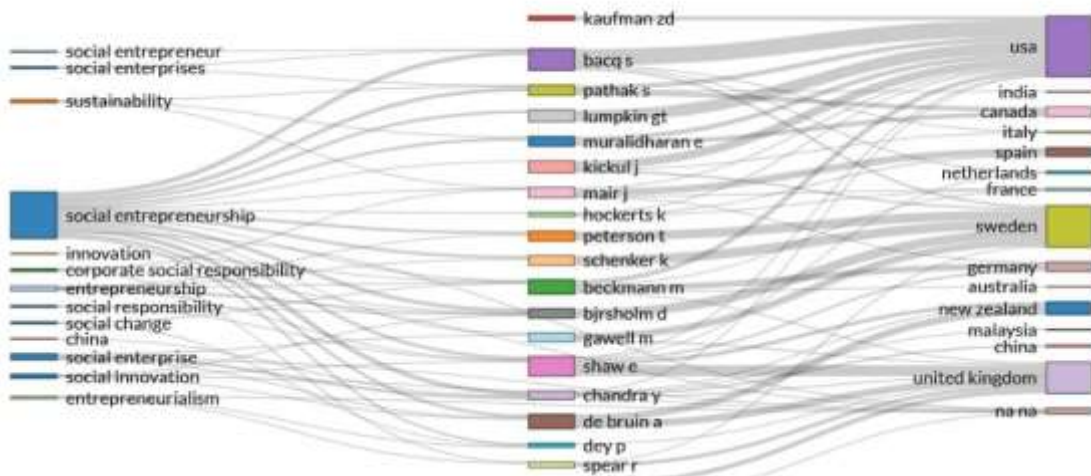 social entrepreneur
social enterprises
sustainability
social entrepreneurship
innovation
corporate social responsibility
entrepreneurship
social responsibility
social change
china
social enterprise
social innovation
entrepreneurialism
kaufman zd
bacq s
pathak s
lumpkin gt
muralidharan e
kickul j
mair j
hockerts k
peterson t
schenker k
beckmann m
bjrsholm d
gawell m
shaw e
chandra y
de bruin a
dey p
spear r
usa
india
canada
italy
spain
netherlands
france
sweden
germany
australia
new zealand
malaysia
china
united kingdom
na na